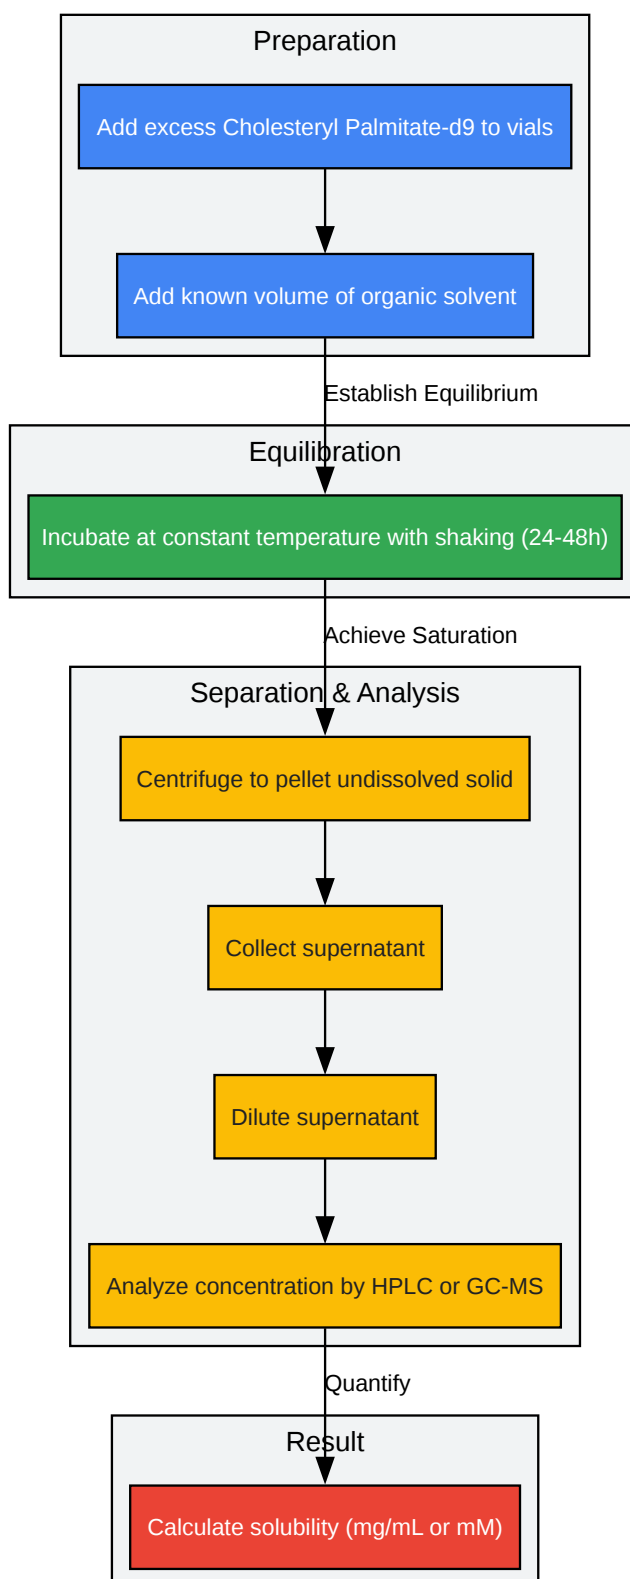 Preparation
Add excess Cholesteryl Palmitate-d9 to vials
Add known volume of organic solvent
Establish Equilibrium
Equilibration
Incubate at constant temperature with shaking (24-48h)
Achieve Saturation
Separation & Analysis
Centrifuge to pellet undissolved solid
Collect supernatant
Dilute supernatant
Analyze concentration by HPLC or GC-MS
Quantify
Result
Calculate solubility (mg/mL or mM)